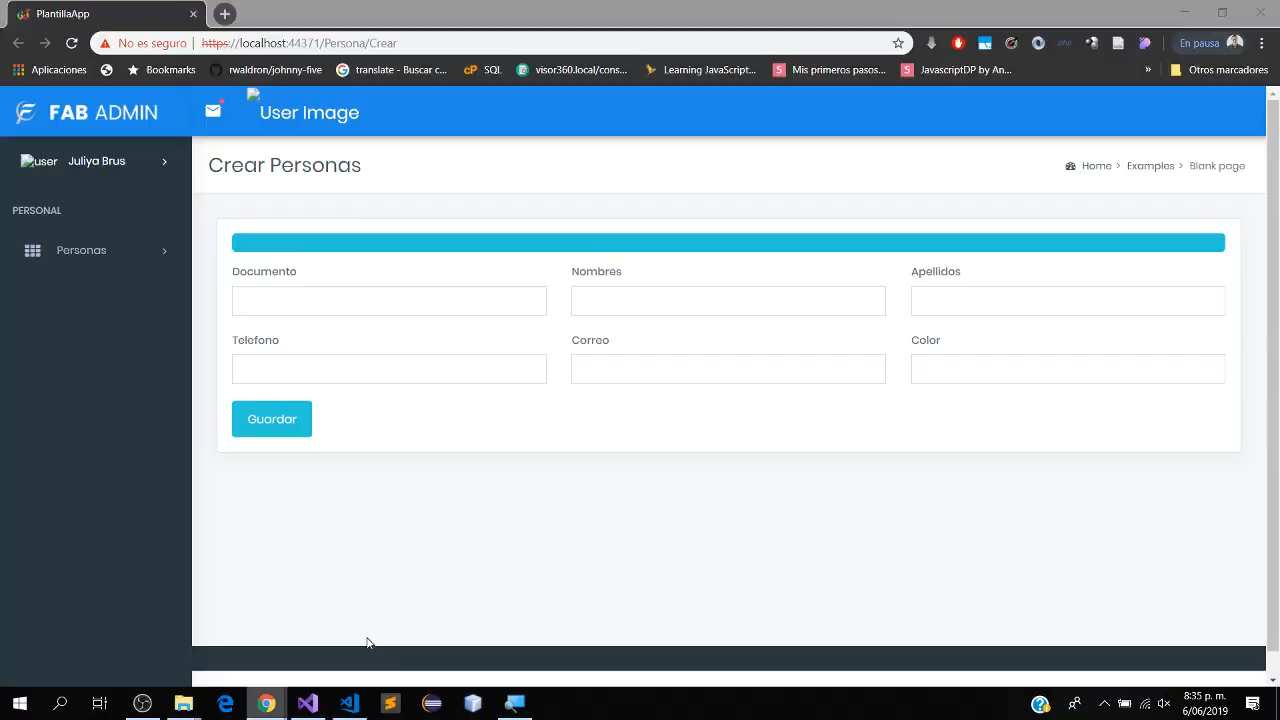 PlantillaApp
No es seguro | https://localhost:44371/Persona/Crear
En pausa
Aplicaciones
Bookmarks
rwaldron/johnny-five
translate - Buscar c...
SQL
visor360.local/cons...
Learning JavaScript...
Mis primeros pasos...
JavascriptDP by An...
»
Otros marcadores
FAB ADMIN
User Image
user
Juliya Brus
Crear Personas
Home > Examples > Blank page
PERSONAL
Personas
Documento
Nombres
Apellidos
Telefono
Correo
Color
Guardar
8:35 p. m.
6/06/2019